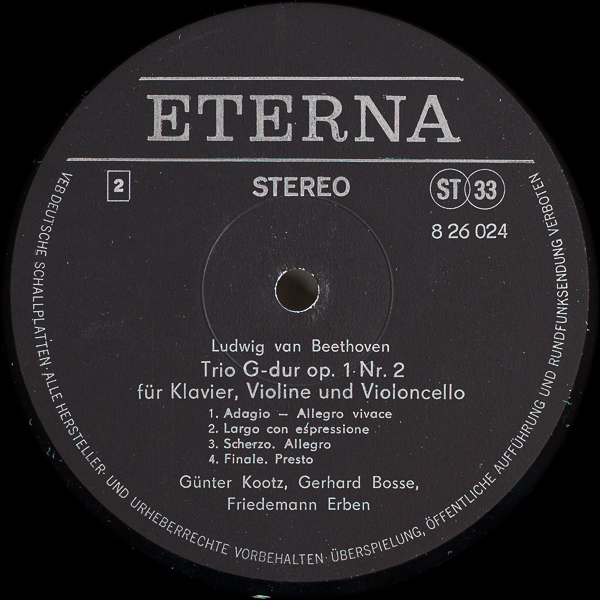 ETERNA
2
STEREO
ST 33
8 26 024
Ludwig van Beethoven
Trio G-dur op. 1 · Nr. 2
für Klavier, Violine und Violoncello
1. Adagio — Allegro vivace
2. Largo con espressione
3. Scherzo. Allegro
4. Finale. Presto
Günter Kootz, Gerhard Bosse,
Friedemann Erben
VEB DEUTSCHE SCHALLPLATTEN · ALLE HERSTELLER- UND URHEBERRECHTE VORBEHALTEN · ÜBERSPIELUNG, ÖFFENTLICHE AUFFÜHRUNG UND RUNDFUNKSENDUNG VERBOTEN